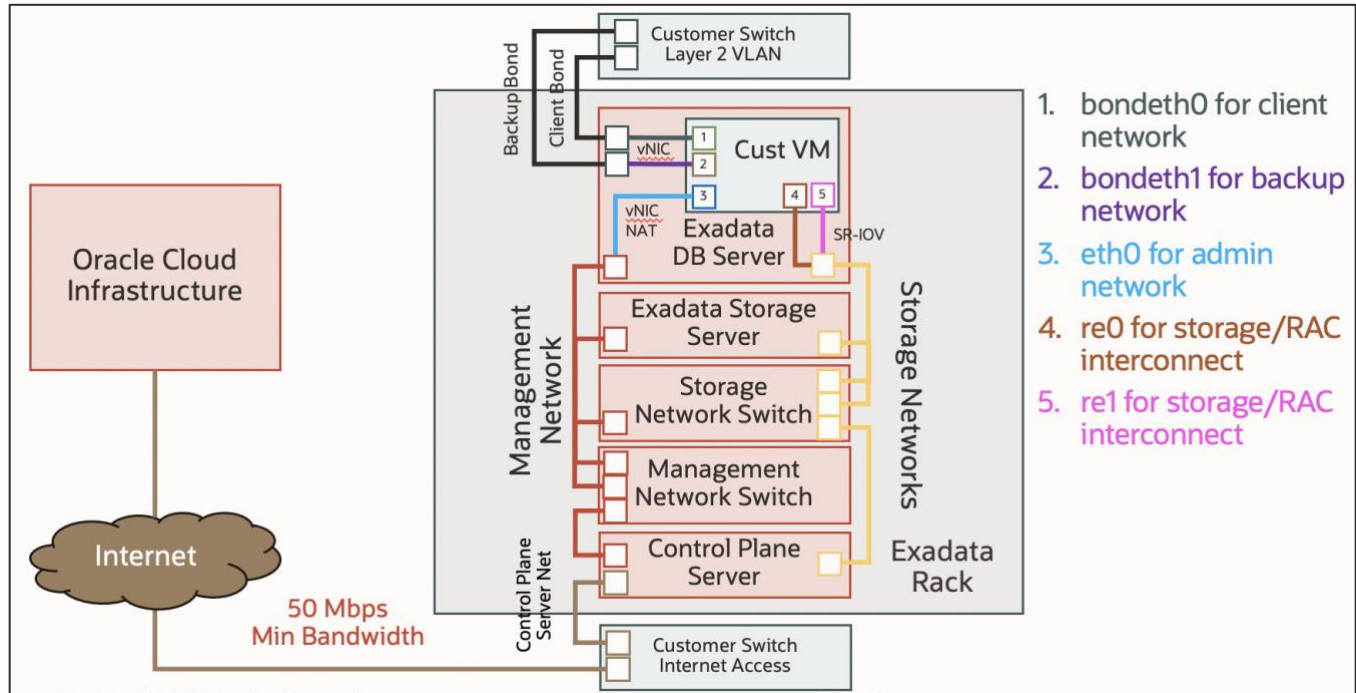 Customer Switch
Layer 2 VLAN
Backup Bond
Client Bond
1
vNIC
2
Cust VM
3
4
5
vNIC
NAT
Exadata
DB Server
SR-IOV
Oracle Cloud
Infrastructure
Management
Network
Exadata Storage
Server
Storage
Network Switch
Storage Networks
Management
Network Switch
Control Plane
Server
Control Plane
Server Net
Exadata
Rack
Internet
50 Mbps
Min Bandwidth
Customer Switch
Internet Access
1. bondeth0 for client
network
2. bondeth1 for backup
network
3. eth0 for admin
network
4. re0 for storage/RAC
interconnect
5. re1 for storage/RAC
interconnect